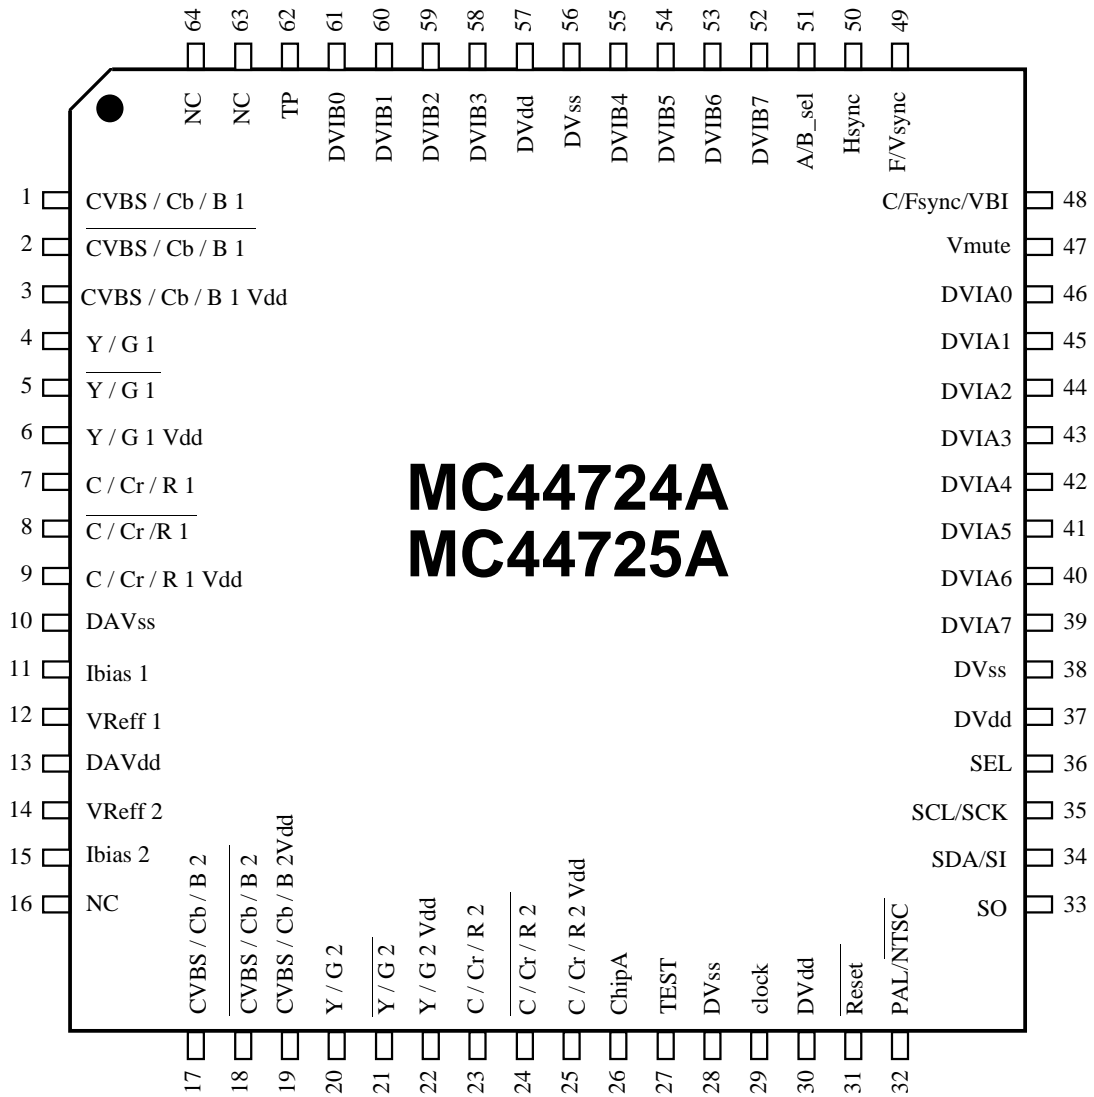 64 63 62 61 60 59 58 57 56 55 54 53 52 51 50 49
NC
NC
TP
DVIB0
DVIB1
DVIB2
DVIB3
DVdd
DVss
DVIB4
DVIB5
DVIB6
DVIB7
A/B_sel
Hsync
F/Vsync
1 CVBS / Cb / B 1
2 CVBS / Cb / B 1
3 CVBS / Cb / B 1 Vdd
4 Y / G 1
5 Y / G 1
6 Y / G 1 Vdd
7 C / Cr / R 1
8 C / Cr /R 1
9 C / Cr / R 1 Vdd
10 DAVss
11 Ibias 1
12 VReff 1
13 DAVdd
14 VReff 2
15 Ibias 2
16 NC
MC44724A
MC44725A
C/Fsync/VBI 48
Vmute 47
DVIA0 46
DVIA1 45
DVIA2 44
DVIA3 43
DVIA4 42
DVIA5 41
DVIA6 40
DVIA7 39
DVss 38
DVdd 37
SEL 36
SCL/SCK 35
SDA/SI 34
SO 33
CVBS / Cb / B 2
CVBS / Cb / B 2
CVBS / Cb / B 2Vdd
Y / G 2
Y / G 2
Y / G 2 Vdd
C / Cr / R 2
C / Cr / R 2
C / Cr / R 2 Vdd
ChipA
TEST
DVss
clock
DVdd
Reset
PAL/NTSC
17 18 19 20 21 22 23 24 25 26 27 28 29 30 31 32